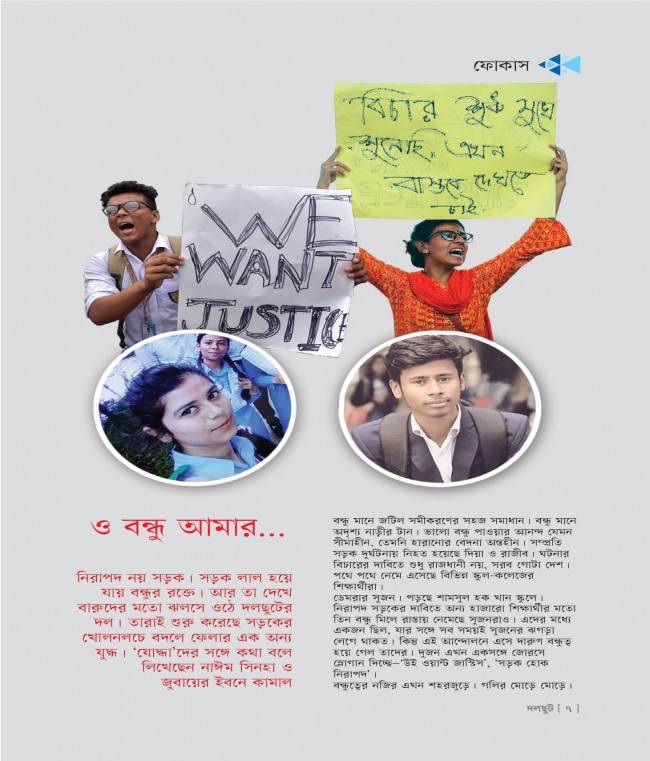 ফোকাস
বিচার শুধু মুখে
শুনেছি, এখন
বাস্তবে দেখতে
চাই.
WE
WANT
JUSTIC
ও বন্ধু আমার...
নিরাপদ নয় সড়ক। সড়ক লাল হয়ে
যায় বন্ধুর রক্তে। আর তা দেখে
বারুদের মতো ঝলসে ওঠে দলছুটের
দল। তারাই শুরু করেছে সড়কের
খোলনলচে বদলে ফেলার এক অন্য
যুদ্ধ। ‘যোদ্ধা’দের সঙ্গে কথা বলে
লিখেছেন নাঈম সিনহা ও
জুবায়ের ইবনে কামাল
বন্ধু মানে জটিল সমীকরণের সহজ সমাধান। বন্ধু মানে
অদৃশ্য নাড়ীর টান। ভালো বন্ধু পাওয়ার আনন্দ যেমন
সীমাহীন, তেমনি হারানোর বেদনা অন্তহীন। সম্প্রতি
সড়ক দুর্ঘটনায় নিহত হয়েছে দিয়া ও রাজীব। ঘটনার
বিচারের দাবিতে শুধু রাজধানী নয়, সরব গোটা দেশ।
পথে পথে নেমে এসেছে বিভিন্ন স্কুল-কলেজের
শিক্ষার্থীরা।
ডেমরার সুজন। পড়ছে শামসুল হক খান স্কুলে।
নিরাপদ সড়কের দাবিতে অন্য হাজারো শিক্ষার্থীর মতো
তিন বন্ধু মিলে রাস্তায় নেমেছে সুজনরাও। এদের মধ্যে
একজন ছিল, যার সঙ্গে সব সময়ই সুজনের ঝগড়া
লেগে থাকত। কিন্তু এই আন্দোলনে এসে দারুণ বন্ধুত্ব
হয়ে গেল তাদের। দুজন এখন একসঙ্গে জোরসে
স্লোগান দিচ্ছে—‘উই ওয়ান্ট জাস্টিস’, ‘সড়ক হোক
নিরাপদ’।
বন্ধুত্বের নজির এখন শহরজুড়ে। গলির মোড়ে মোড়ে।
দলছুট [ ৭ ]